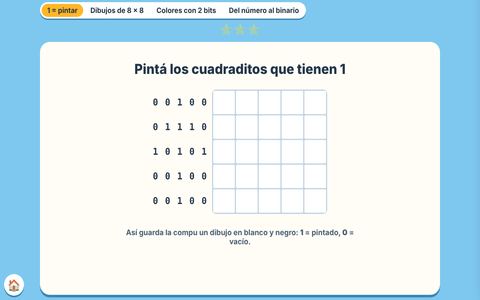 1 = pintar Dibujos de 8 × 8 Colores con 2 bits Del número al binario
Pintá los cuadraditos que tienen 1
0 0 1 0 0
0 1 1 1 0
1 0 1 0 1
0 0 1 0 0
0 0 1 0 0
Así guarda la compu un dibujo en blanco y negro: 1 = pintado, 0 =
vacío.